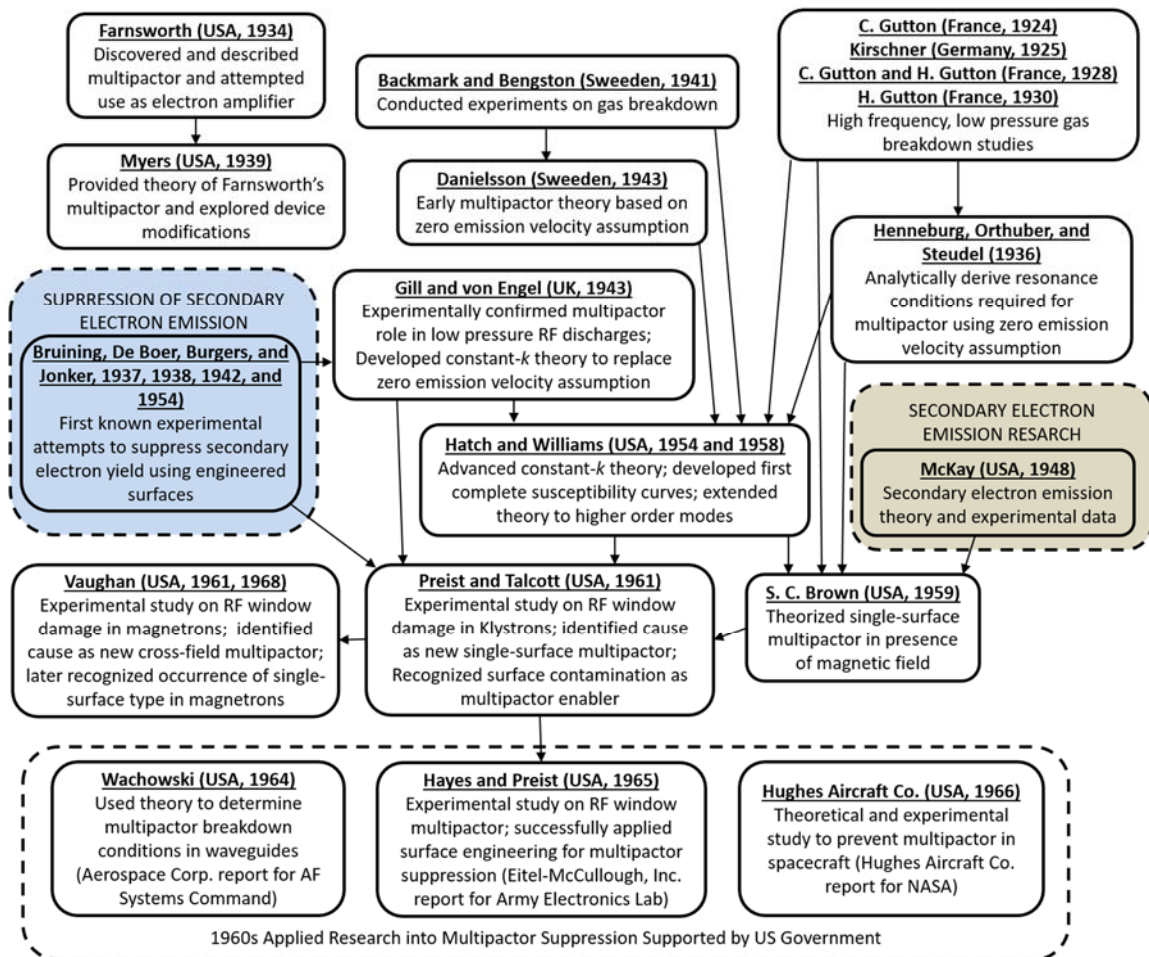 Farnsworth (USA, 1934)
Discovered and described
multipactor and attempted
use as electron amplifier
Backmark and Bengston (Sweeden, 1941)
Conducted experiments on gas breakdown
C. Gutton (France, 1924)
Kirschner (Germany, 1925)
C. Gutton and H. Gutton (France, 1928)
H. Gutton (France, 1930)
High frequency, low pressure gas
breakdown studies
Myers (USA, 1939)
Provided theory of Farnsworth's
multipactor and explored device
modifications
Danielsson (Sweeden, 1943)
Early multipactor theory based on
zero emission velocity assumption
Henneburg, Orthuber, and
Steudel (1936)
Analytically derive resonance
conditions required for
multipactor using zero emission
velocity assumption
SUPRRESSION OF SECONDARY
ELECTRON EMISSION
Bruining, De Boer, Burgers, and
Jonker, 1937, 1938, 1942, and
1954)
First known experimental
attempts to suppress secondary
electron yield using engineered
surfaces
Gill and von Engel (UK, 1943)
Experimentally confirmed multipactor
role in low pressure RF discharges;
Developed constant-k theory to replace
zero emission velocity assumption
Hatch and Williams (USA, 1954 and 1958)
Advanced constant-k theory; developed first
complete susceptibility curves; extended
theory to higher order modes
SECONDARY ELECTRON
EMISSION RESARCH
McKay (USA, 1948)
Secondary electron emission
theory and experimental data
Vaughan (USA, 1961, 1968)
Experimental study on RF window
damage in magnetrons; identified
cause as new cross-field multipactor;
later recognized occurrence of single-
surface type in magnetrons
Preist and Talcott (USA, 1961)
Experimental study on RF window
damage in Klystrons; identified cause
as new single-surface multipactor;
Recognized surface contamination as
multipactor enabler
S. C. Brown (USA, 1959)
Theorized single-surface
multipactor in presence
of magnetic field
Wachowski (USA, 1964)
Used theory to determine
multipactor breakdown
conditions in waveguides
(Aerospace Corp. report for AF
Systems Command)
Hayes and Preist (USA, 1965)
Experimental study on RF window
multipactor; successfully applied
surface engineering for multipactor
suppression (Eitel-McCullough, Inc.
report for Army Electronics Lab)
Hughes Aircraft Co. (USA, 1966)
Theoretical and experimental
study to prevent multipactor in
spacecraft (Hughes Aircraft Co.
report for NASA)
1960s Applied Research into Multipactor Suppression Supported by US Government